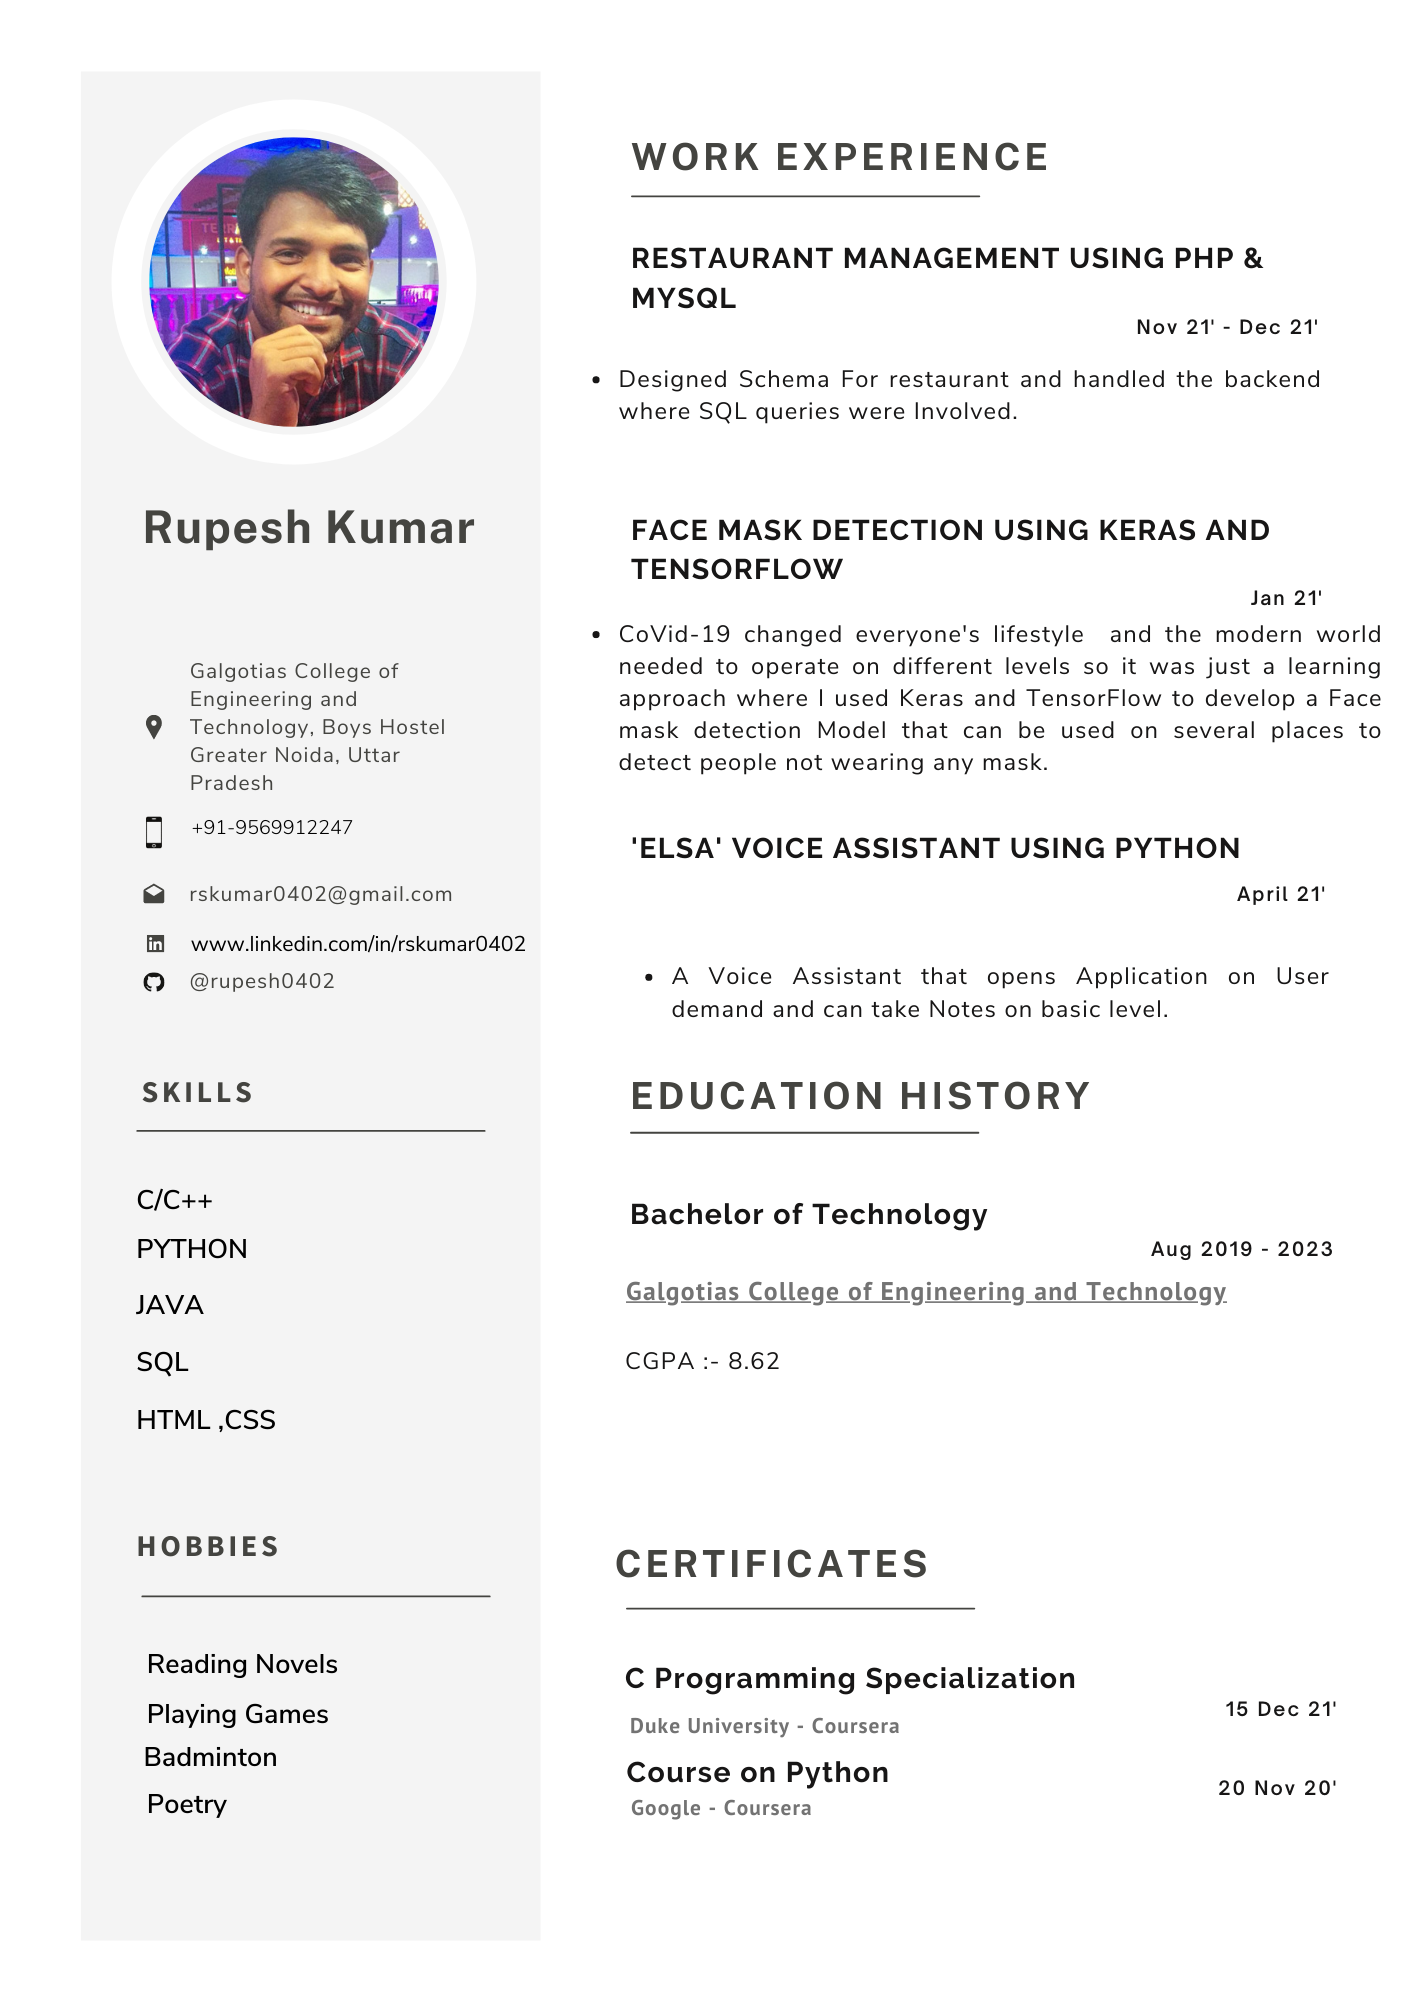 Rupesh Kumar
Galgotias College of
Engineering and
Technology, Boys Hostel
Greater Noida, Uttar
Pradesh
+91-9569912247
rskumar0402@gmail.com
www.linkedin.com/in/rskumar0402
@rupesh0402
SKILLS
C/C++
PYTHON
JAVA
SQL
HTML ,CSS
HOBBIES
Reading Novels
Playing Games
Badminton
Poetry
WORK EXPERIENCE
RESTAURANT MANAGEMENT USING PHP &
MYSQL
Nov 21' - Dec 21'
• Designed Schema For restaurant and handled the backend
where SQL queries were Involved.
FACE MASK DETECTION USING KERAS AND
TENSORFLOW
Jan 21'
• CoVid-19 changed everyone's lifestyle and the modern world
needed to operate on different levels so it was just a learning
approach where I used Keras and TensorFlow to develop a Face
mask detection Model that can be used on several places to
detect people not wearing any mask.
'ELSA' VOICE ASSISTANT USING PYTHON
April 21'
• A Voice Assistant that opens Application on User
demand and can take Notes on basic level.
EDUCATION HISTORY
Bachelor of Technology
Aug 2019 - 2023
Galgotias College of Engineering and Technology
CGPA :- 8.62
CERTIFICATES
C Programming Specialization
15 Dec 21'
Duke University - Coursera
Course on Python
20 Nov 20'
Google - Coursera